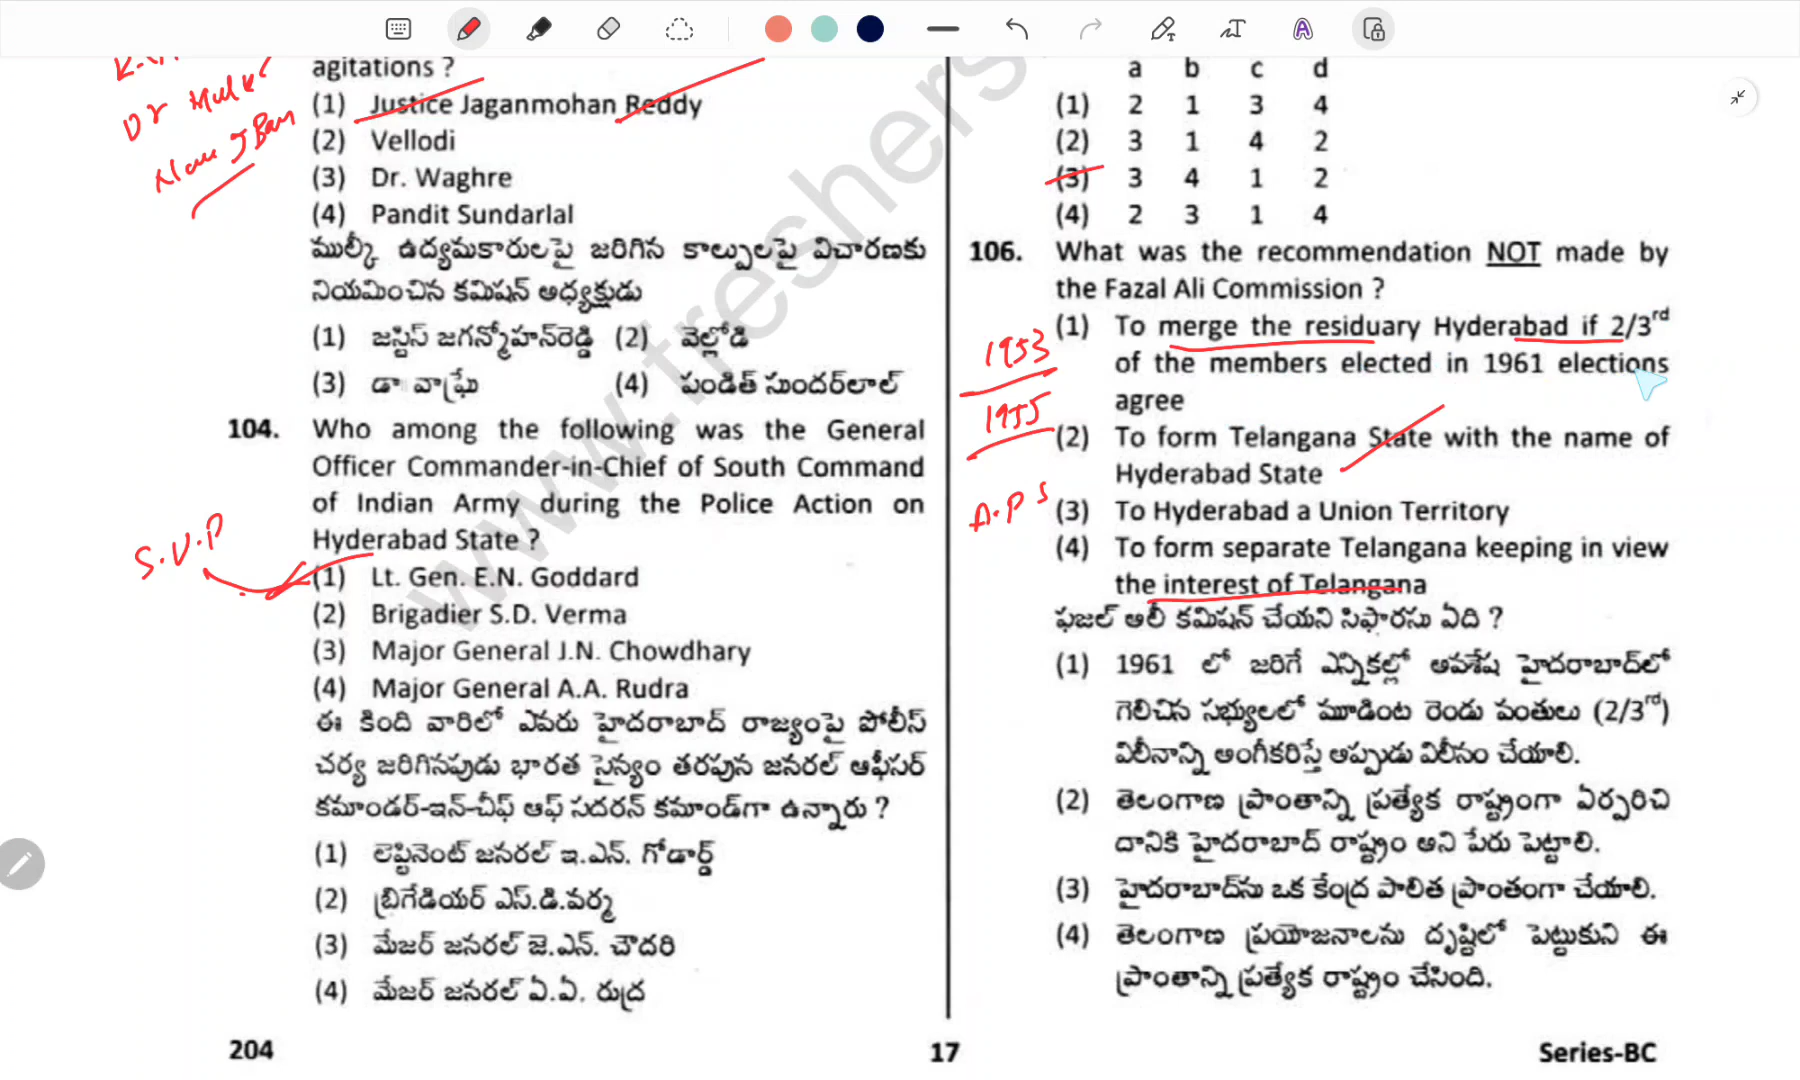 agitations ?
(1) Justice Jaganmohan Reddy
(2) Vellodi
(3) Dr. Waghre
(4) Pandit Sundarlal
ముల్కీ ఉద్యమకారులపై జరిగిన కాల్పులపై విచారణకు
నియమించిన కమిషన్ అధ్యక్షుడు
(1) జస్టిస్ జగన్మోహన్‌రెడ్డి (2) వెల్లోడి
(3) డా వాఘ్రే (4) పండిత్ సుందర్‌లాల్
104. Who among the following was the General
Officer Commander-in-Chief of South Command
of Indian Army during the Police Action on
Hyderabad State ?
S.V.P
(1) Lt. Gen. E.N. Goddard
(2) Brigadier S.D. Verma
(3) Major General J.N. Chowdhary
(4) Major General A.A. Rudra
ఈ కింది వారిలో ఎవరు హైదరాబాద్ రాజ్యంపై పోలీస్
చర్య జరిగినపుడు భారత సైన్యం తరపున జనరల్ ఆఫీసర్
కమాండర్-ఇన్-చీఫ్ ఆఫ్ సదరన్ కమాండ్‌గా ఉన్నారు ?
(1) లెఫ్టినెంట్ జనరల్ ఇ.ఎన్. గోడార్డ్
(2) బ్రిగేడియర్ ఎస్.డి.వర్మ
(3) మేజర్ జనరల్ జె.ఎన్. చౌదరి
(4) మేజర్ జనరల్ ఏ.ఏ. రుద్ర
a b c d
(1) 2 1 3 4
(2) 3 1 4 2
(3) 3 4 1 2
(4) 2 3 1 4
106. What was the recommendation NOT made by
the Fazal Ali Commission ?
(1) To merge the residuary Hyderabad if 2/3rd
of the members elected in 1961 elections
agree
1953
1955
(2) To form Telangana State with the name of
Hyderabad State
A.P S
(3) To Hyderabad a Union Territory
(4) To form separate Telangana keeping in view
the interest of Telangana
ఫజల్ ఆలీ కమిషన్ చేయని సిఫారసు ఏది ?
(1) 1961 లో జరిగే ఎన్నికల్లో అవశేష హైదరాబాద్‌లో
గెలిచిన సభ్యులలో మూడింట రెండు వంతులు (2/3rd)
విలీనాన్ని అంగీకరిస్తే అప్పుడు విలీనం చేయాలి.
(2) తెలంగాణ ప్రాంతాన్ని ప్రత్యేక రాష్ట్రంగా ఏర్పరిచి
దానికి హైదరాబాద్ రాష్ట్రం అని పేరు పెట్టాలి.
(3) హైదరాబాద్‌ను ఒక కేంద్ర పాలిత ప్రాంతంగా చేయాలి.
(4) తెలంగాణ ప్రయోజనాలను దృష్టిలో పెట్టుకుని ఈ
ప్రాంతాన్ని ప్రత్యేక రాష్ట్రం చేసింది.
204 17 Series-BC
www.freshers